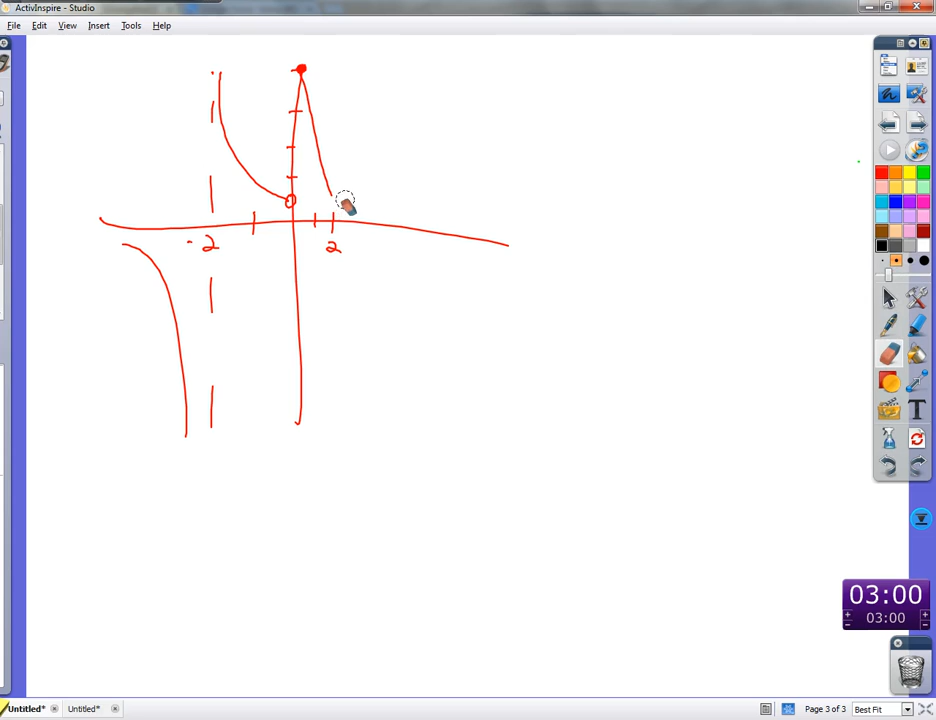 ActivInspire - Studio
File Edit View Insert Tools Help
-2
2
03:00
03:00
Untitled* Untitled* Page 3 of 3 Best Fit